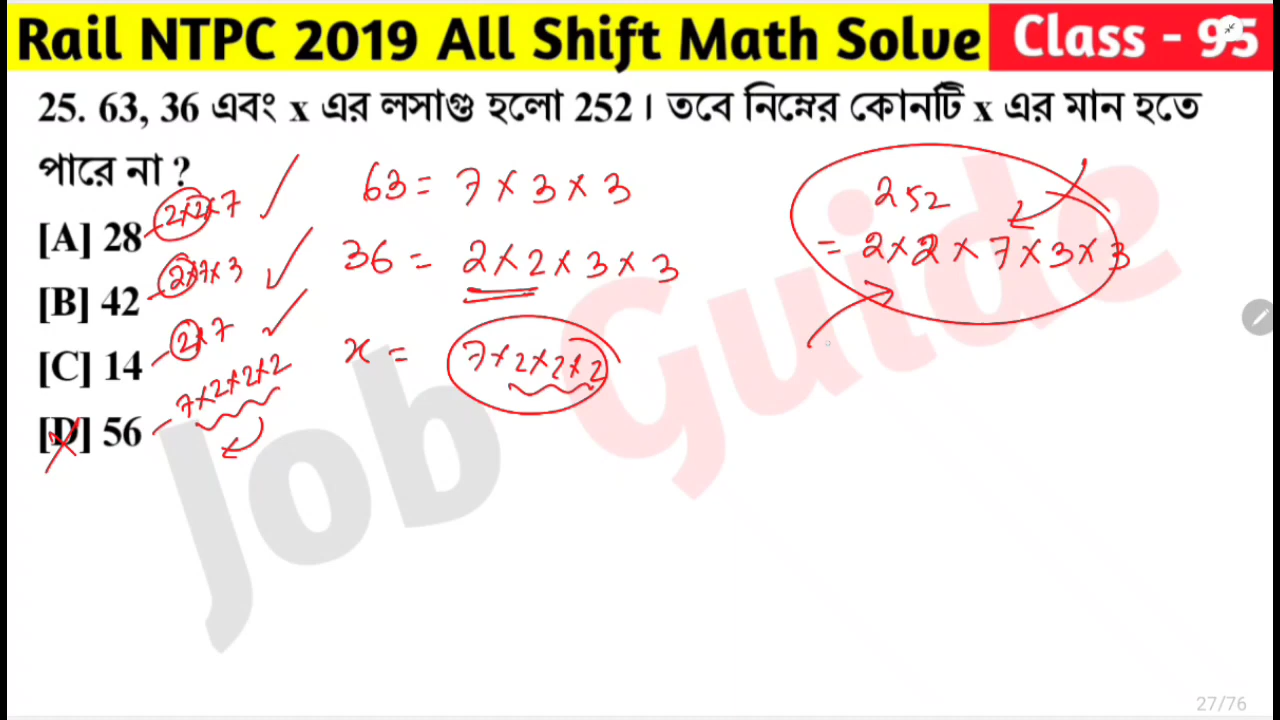 Rail NTPC 2019 All Shift Math Solve Class - 95
25. 63, 36 এবং x এর লসাগু হলো 252। তবে নিম্নের কোনটি x এর মান হতে
পারে না ?
[A] 28 2×2×7
[B] 42 2×7×3
[C] 14 2×7
[D] 56 7×2×2×2
63 = 7×3×3
36 = 2×2×3×3
x = 7×2×2×2
252
= 2×2×7×3×3
Job Guide
27/76